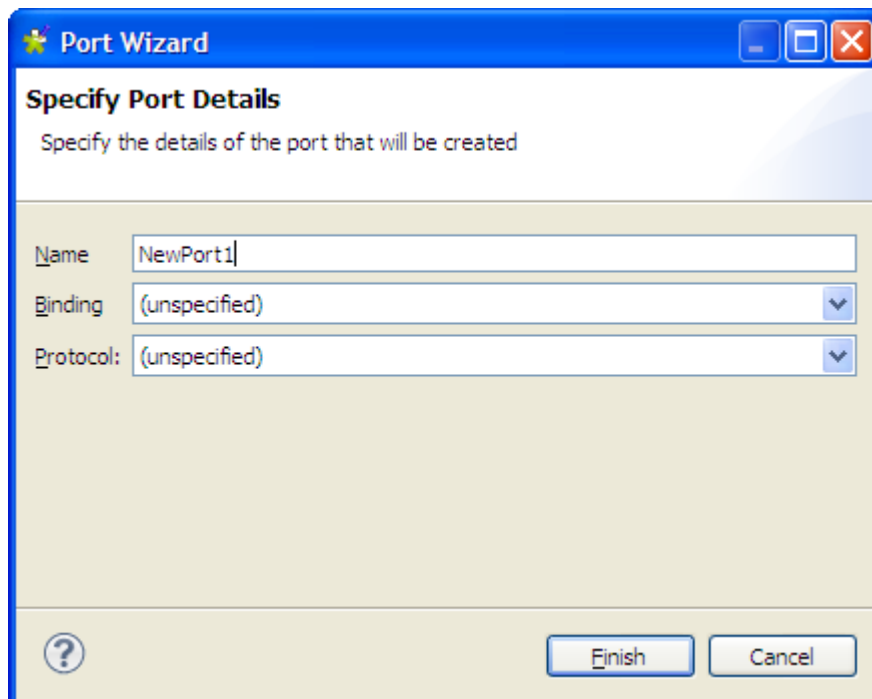 Port Wizard
Specify Port Details
Specify the details of the port that will be created
Name NewPort1
Binding (unspecified)
Protocol: (unspecified)
?
Finish Cancel